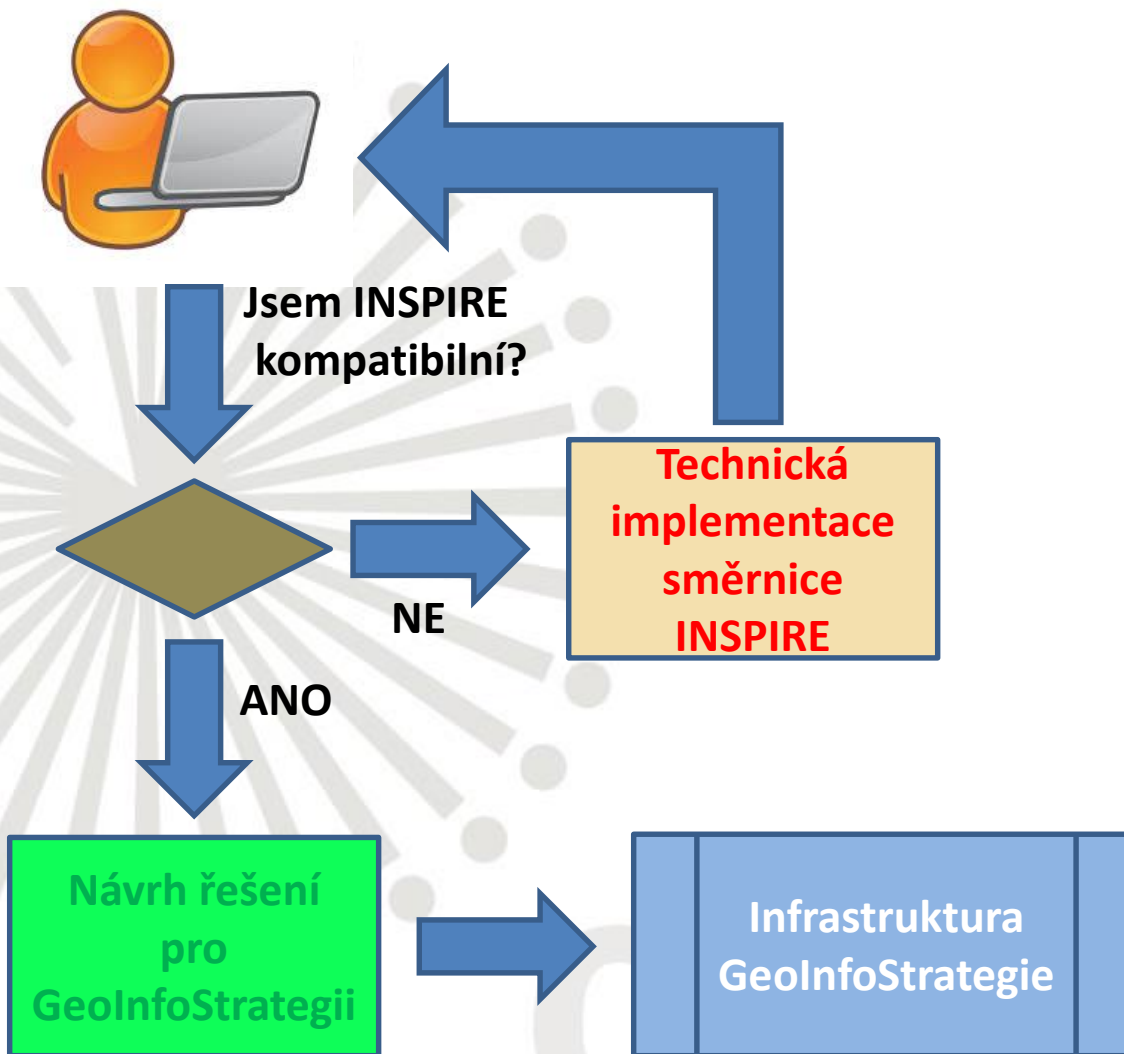 Jsem INSPIRE
kompatibilní?
Technická
implementace
směrnice
INSPIRE
NE
ANO
Návrh řešení
pro
GeoInfoStrategii
Infrastruktura
GeoInfoStrategie